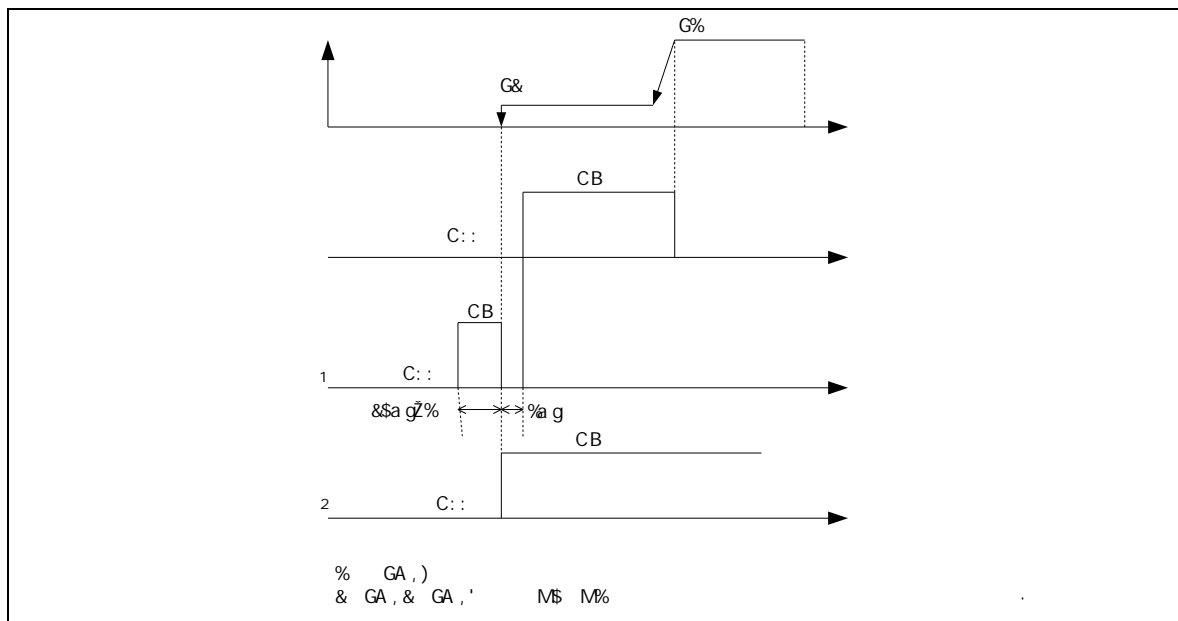 G%
G&
CB
C::
CB
1 C::
&$a gŽ% %a g
CB
2 C::
% GA,)
& GA,& GA,' M$ M%
.